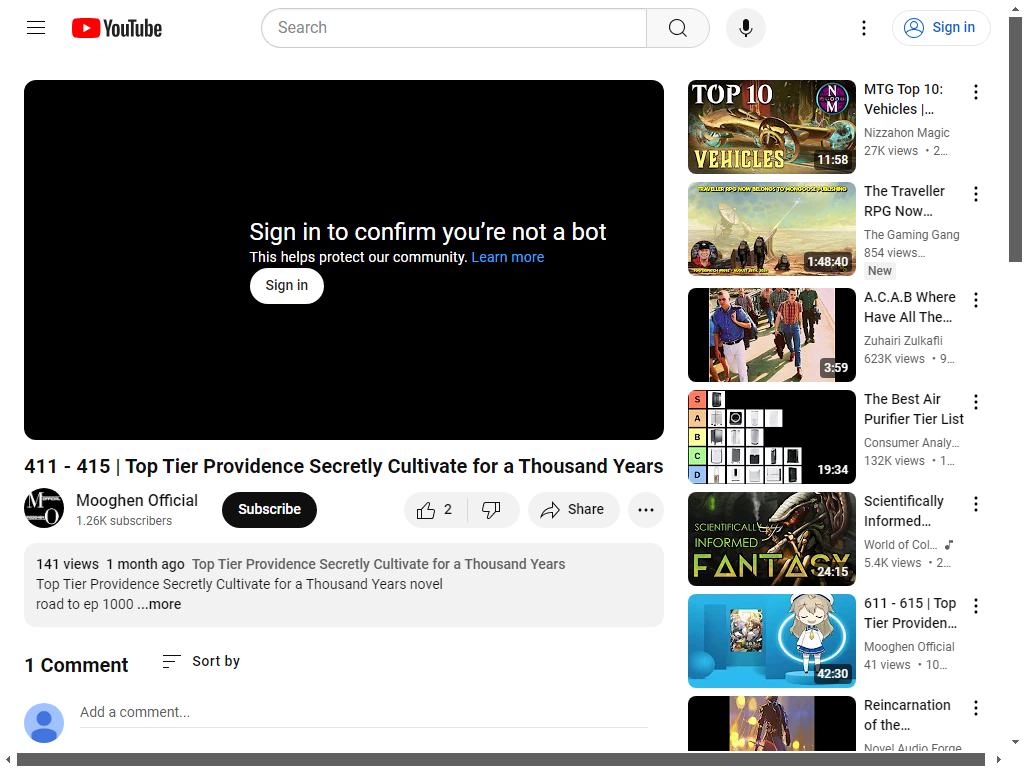 YouTube
Search
Sign in
Sign in to confirm you’re not a bot
This helps protect our community. Learn more
Sign in
411 - 415 | Top Tier Providence Secretly Cultivate for a Thousand Years
Mooghen Official
1.26K subscribers
Subscribe
2
Share
141 views 1 month ago Top Tier Providence Secretly Cultivate for a Thousand Years
Top Tier Providence Secretly Cultivate for a Thousand Years novel
road to ep 1000 ...more
1 Comment
Sort by
Add a comment...
TOP 10
N
M
VEHICLES
11:58
MTG Top 10:
Vehicles |...
Nizzahon Magic
27K views • 2...
TRAVELLER RPG NOW BELONGS TO MONGOOSE PUBLISHING
1:48:40
The Traveller
RPG Now...
The Gaming Gang
854 views...
New
3:59
A.C.A.B Where
Have All The...
Zuhairi Zulkafli
623K views • 9...
S
A
B
C
D
19:34
The Best Air
Purifier Tier List
Consumer Analy...
132K views • 1...
SCIENTIFICALLY
INFORMED
FANTASY
24:15
Scientifically
Informed...
World of Col...
5.4K views • 2...
42:30
611 - 615 | Top
Tier Providen...
Mooghen Official
41 views • 10...
Reincarnation
of the...
Novel Audio Forge